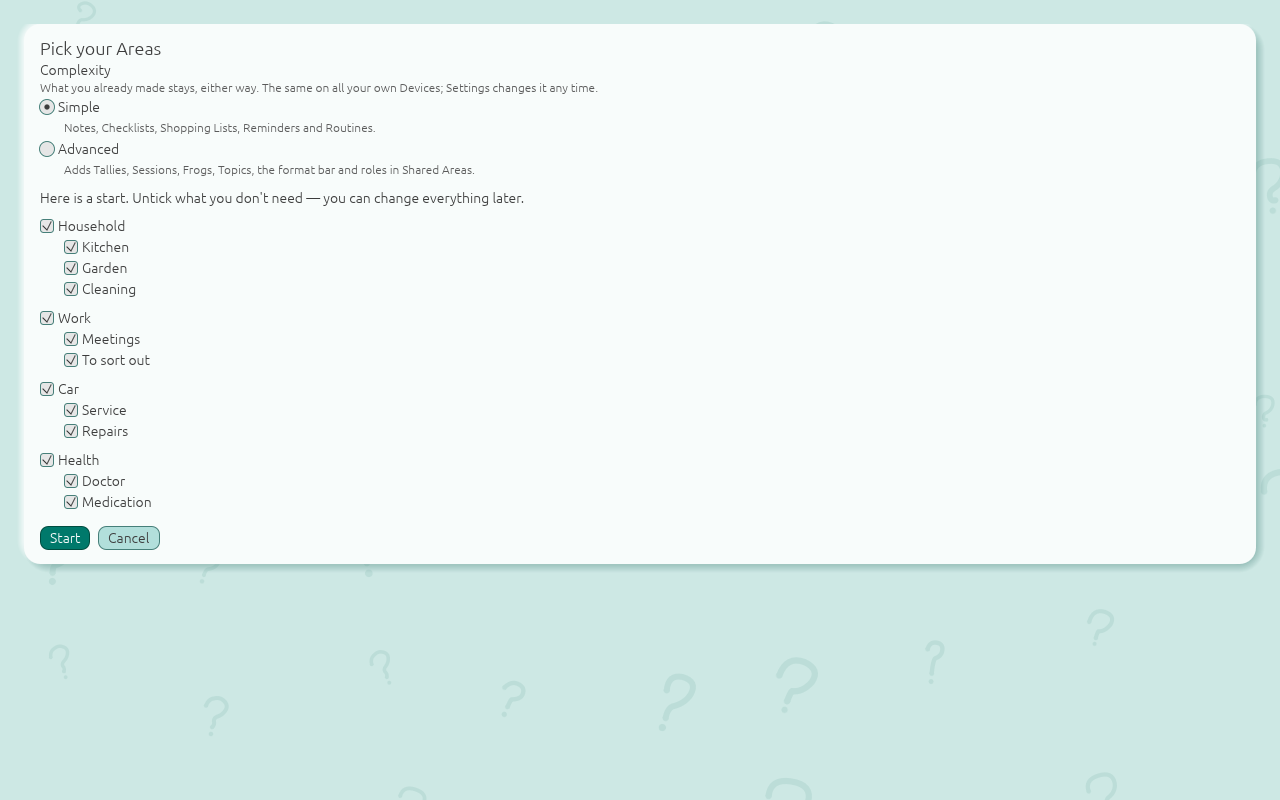 Pick your Areas
Complexity
What you already made stays, either way. The same on all your own Devices; Settings changes it any time.
Simple
Notes, Checklists, Shopping Lists, Reminders and Routines.
Advanced
Adds Tallies, Sessions, Frogs, Topics, the format bar and roles in Shared Areas.
Here is a start. Untick what you don't need — you can change everything later.
Household
Kitchen
Garden
Cleaning
Work
Meetings
To sort out
Car
Service
Repairs
Health
Doctor
Medication
Start Cancel